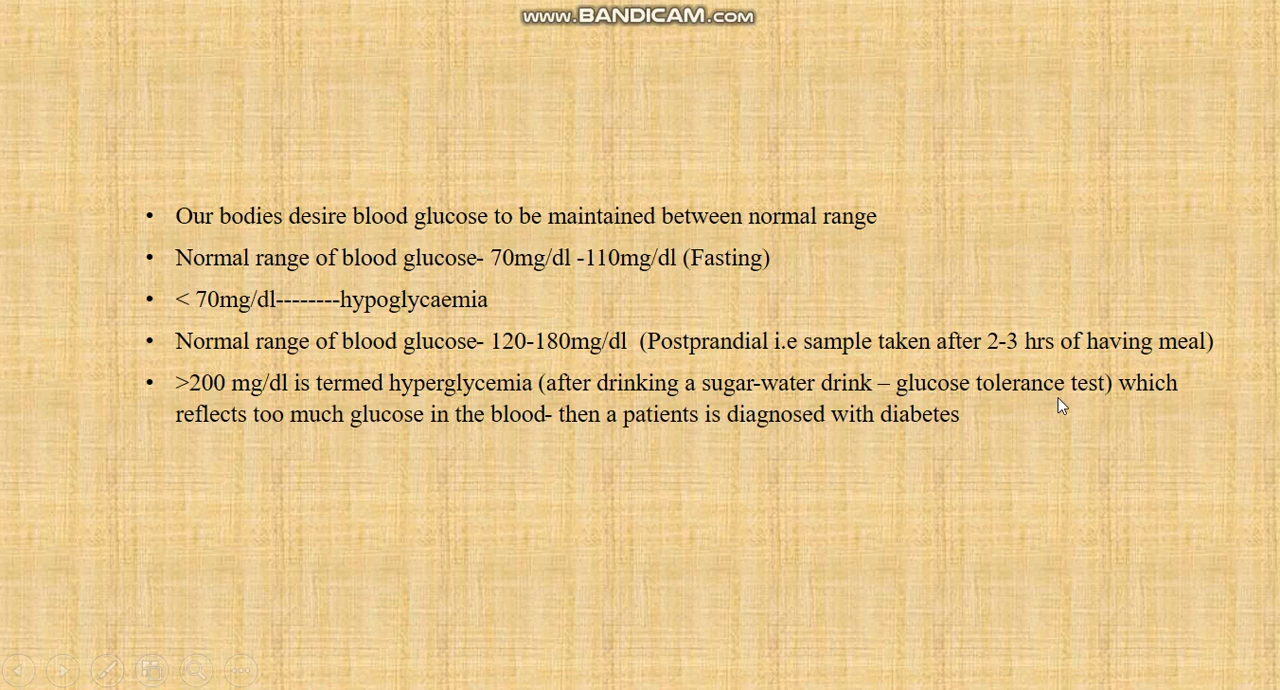 WWW.BANDICAM.COM
• Our bodies desire blood glucose to be maintained between normal range
• Normal range of blood glucose- 70mg/dl -110mg/dl (Fasting)
• < 70mg/dl--------hypoglycaemia
• Normal range of blood glucose- 120-180mg/dl  (Postprandial i.e sample taken after 2-3 hrs of having meal)
• >200 mg/dl is termed hyperglycemia (after drinking a sugar-water drink – glucose tolerance test) which
reflects too much glucose in the blood- then a patients is diagnosed with diabetes